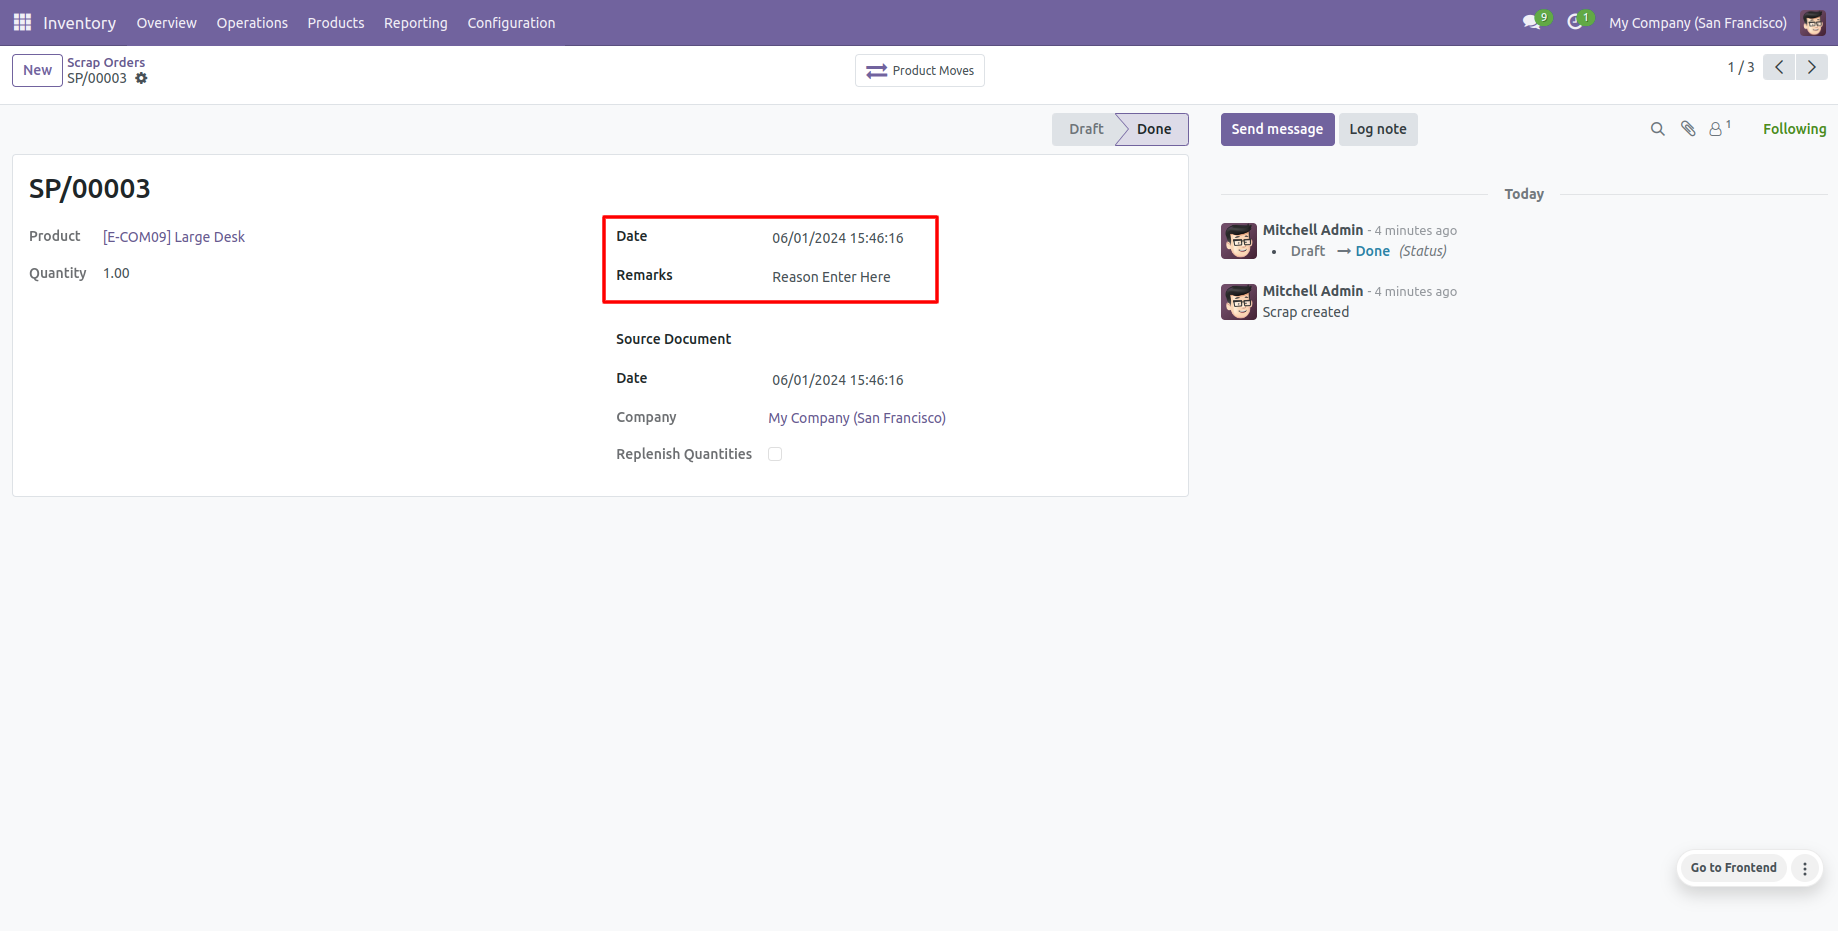 Inventory Overview Operations Products Reporting Configuration 9 1 My Company (San Francisco)
New Scrap Orders
SP/00003
Product Moves
1 / 3
Draft Done
Send message Log note 1 Following
SP/00003
Product [E-COM09] Large Desk
Quantity 1.00
Date 06/01/2024 15:46:16
Remarks Reason Enter Here
Source Document
Date 06/01/2024 15:46:16
Company My Company (San Francisco)
Replenish Quantities
Today
Mitchell Admin - 4 minutes ago
• Draft → Done (Status)
Mitchell Admin - 4 minutes ago
Scrap created
Go to Frontend